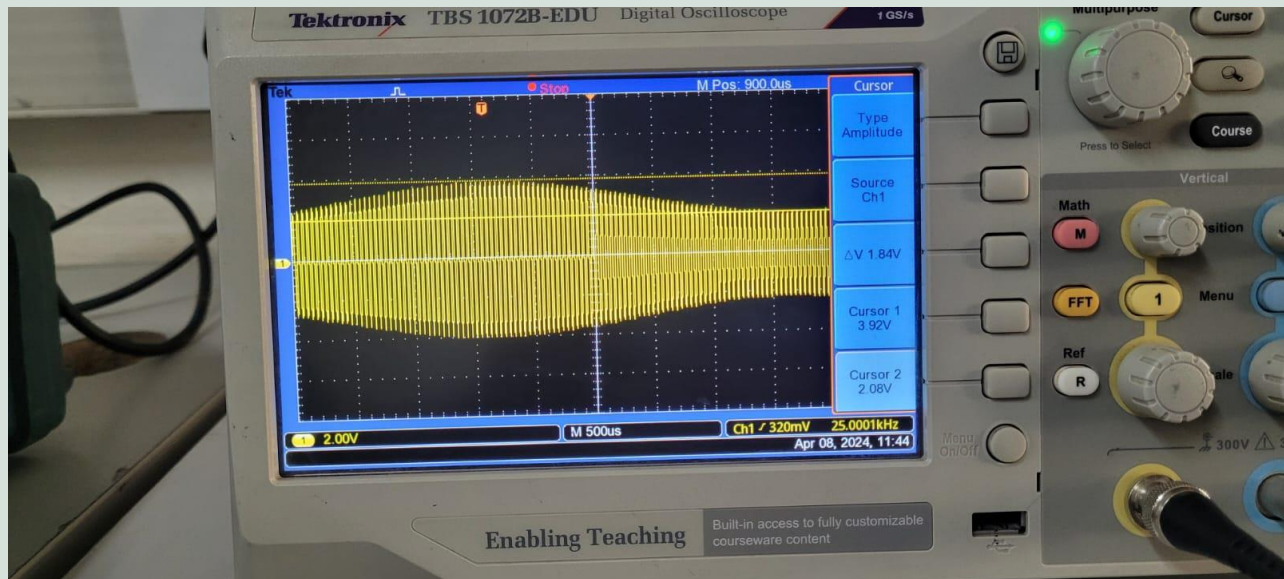 Tektronix TBS 1072B-EDU Digital Oscilloscope 1 GS/s
Tek Stop M Pos: 900.0us Cursor
T
Type
Amplitude
Source
Ch1
△V 1.84V
Cursor 1
3.92V
Cursor 2
2.08V
1
1 2.00V M 500us Ch1 320mV 25.0001kHz
Apr 08, 2024, 11:44
Multipurpose
Cursor
Press to Select
Course
Vertical
Math
M
FFT
1
Menu
Ref
R
Menu
On/Off
300V
Enabling Teaching
Built-in access to fully customizable
courseware content